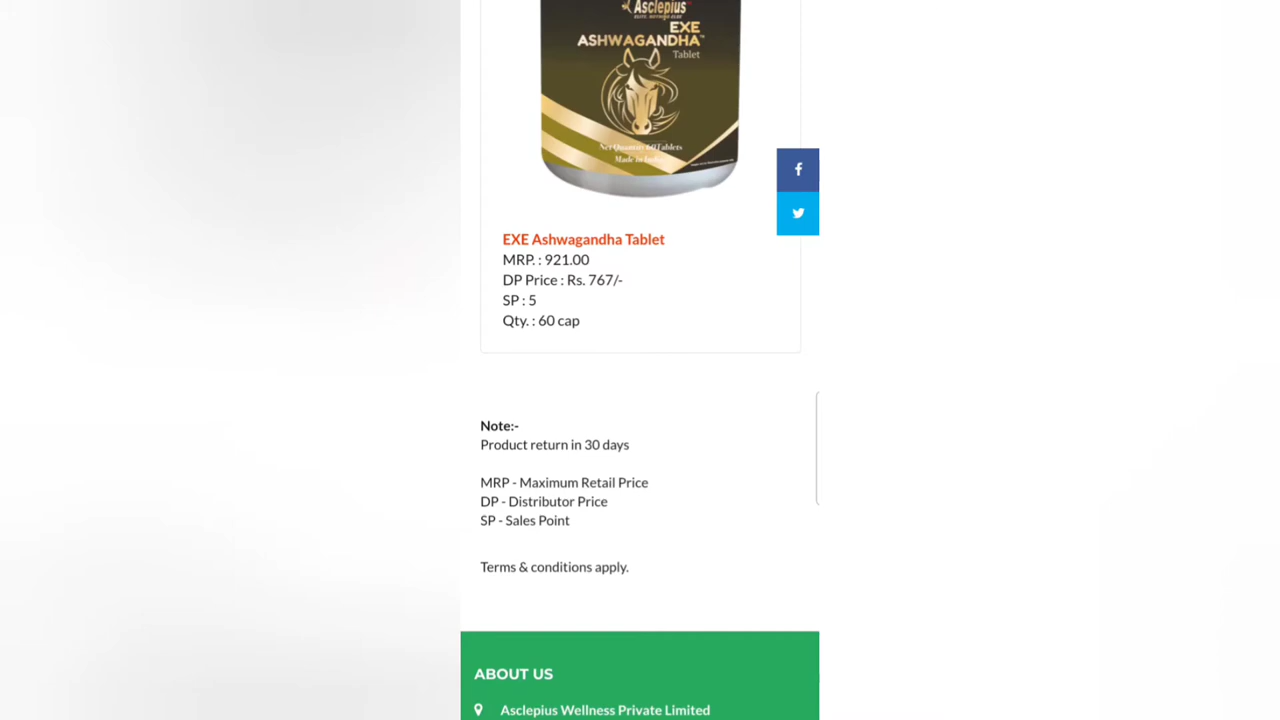 Asclepius
EXE
ASHWAGANDHA™
Tablet
Net Quantity 60 Tablets
Made in India
f
EXE Ashwagandha Tablet
MRP. : 921.00
DP Price : Rs. 767/-
SP : 5
Qty. : 60 cap
Note:-
Product return in 30 days
MRP - Maximum Retail Price
DP - Distributor Price
SP - Sales Point
Terms & conditions apply.
ABOUT US
Asclepius Wellness Private Limited